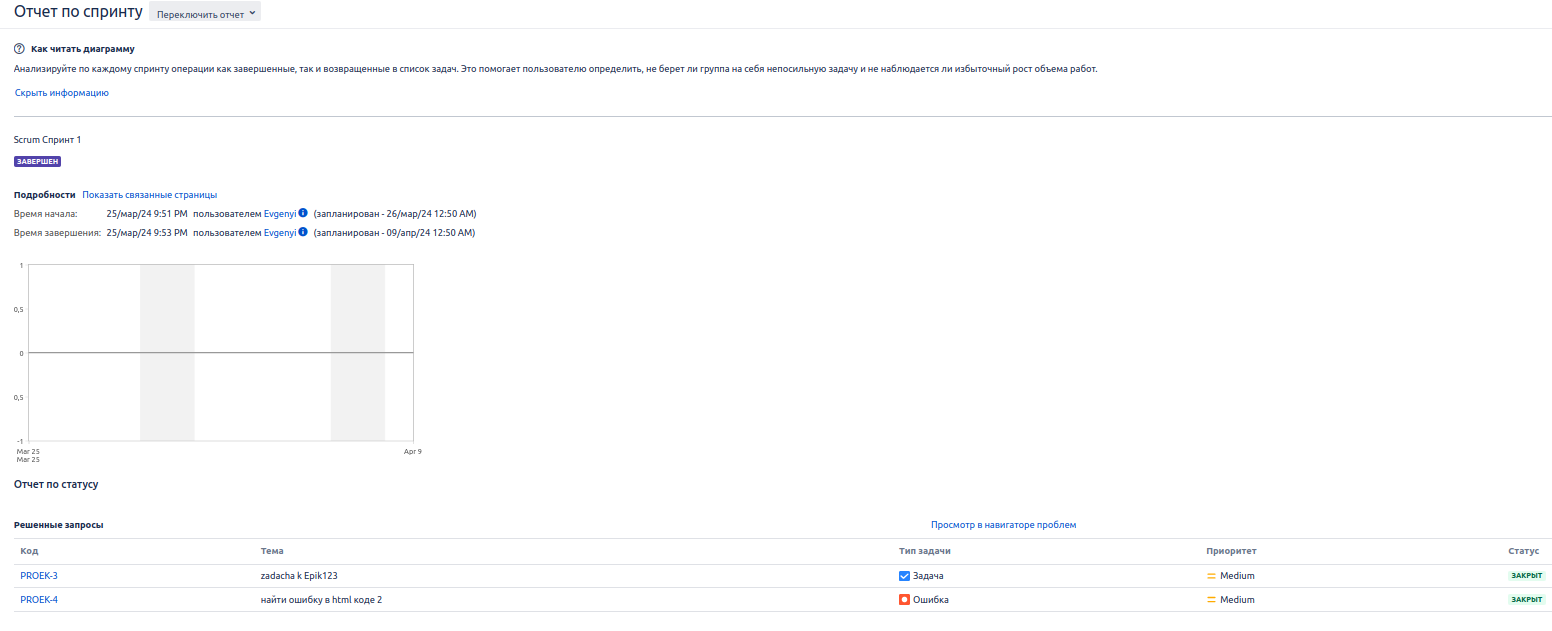 Отчет по спринту Переключить отчет
Как читать диаграмму
Анализируйте по каждому спринту операции как завершенные, так и возвращенные в список задач. Это помогает пользователю определить, не берет ли группа на себя непосильную задачу и не наблюдается ли избыточный рост объема работ.
Скрыть информацию
Scrum Спринт 1
ЗАВЕРШЕН
Подробности Показать связанные страницы
Время начала: 25/мар/24 9:51 PM пользователем Evgenyi (запланирован - 26/мар/24 12:50 AM)
Время завершения: 25/мар/24 9:53 PM пользователем Evgenyi (запланирован - 09/апр/24 12:50 AM)
1
0,5
0
0,5
-1
Mar 25 Apr 9
Mar 25
Отчет по статусу
Решенные запросы Просмотр в навигаторе проблем
Код Тема Тип задачи Приоритет Статус
PROEK-3 zadacha k Epik123 Задача Medium ЗАКРЫТ
PROEK-4 найти ошибку в html коде 2 Ошибка Medium ЗАКРЫТ